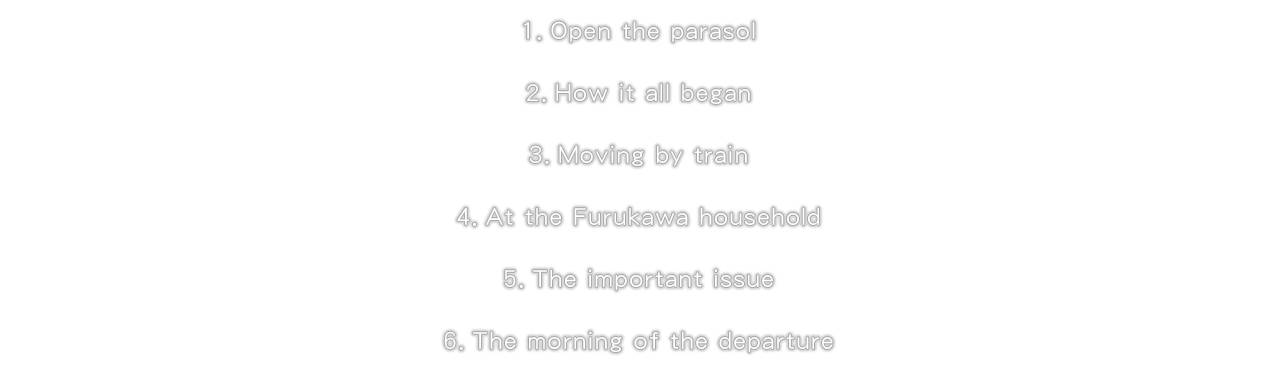 1. Open the parasol
2. How it all began
3. Moving by train
4. At the Furukawa household
5. The important issue
6. The morning of the departure